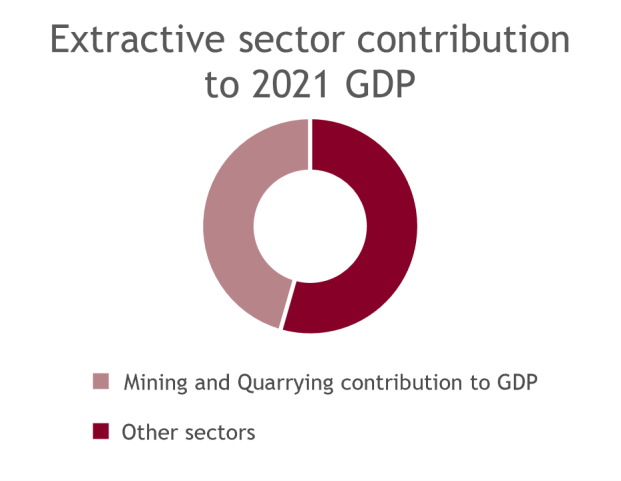 Extractive sector contribution
to 2021 GDP
Mining and Quarrying contribution to GDP
Other sectors